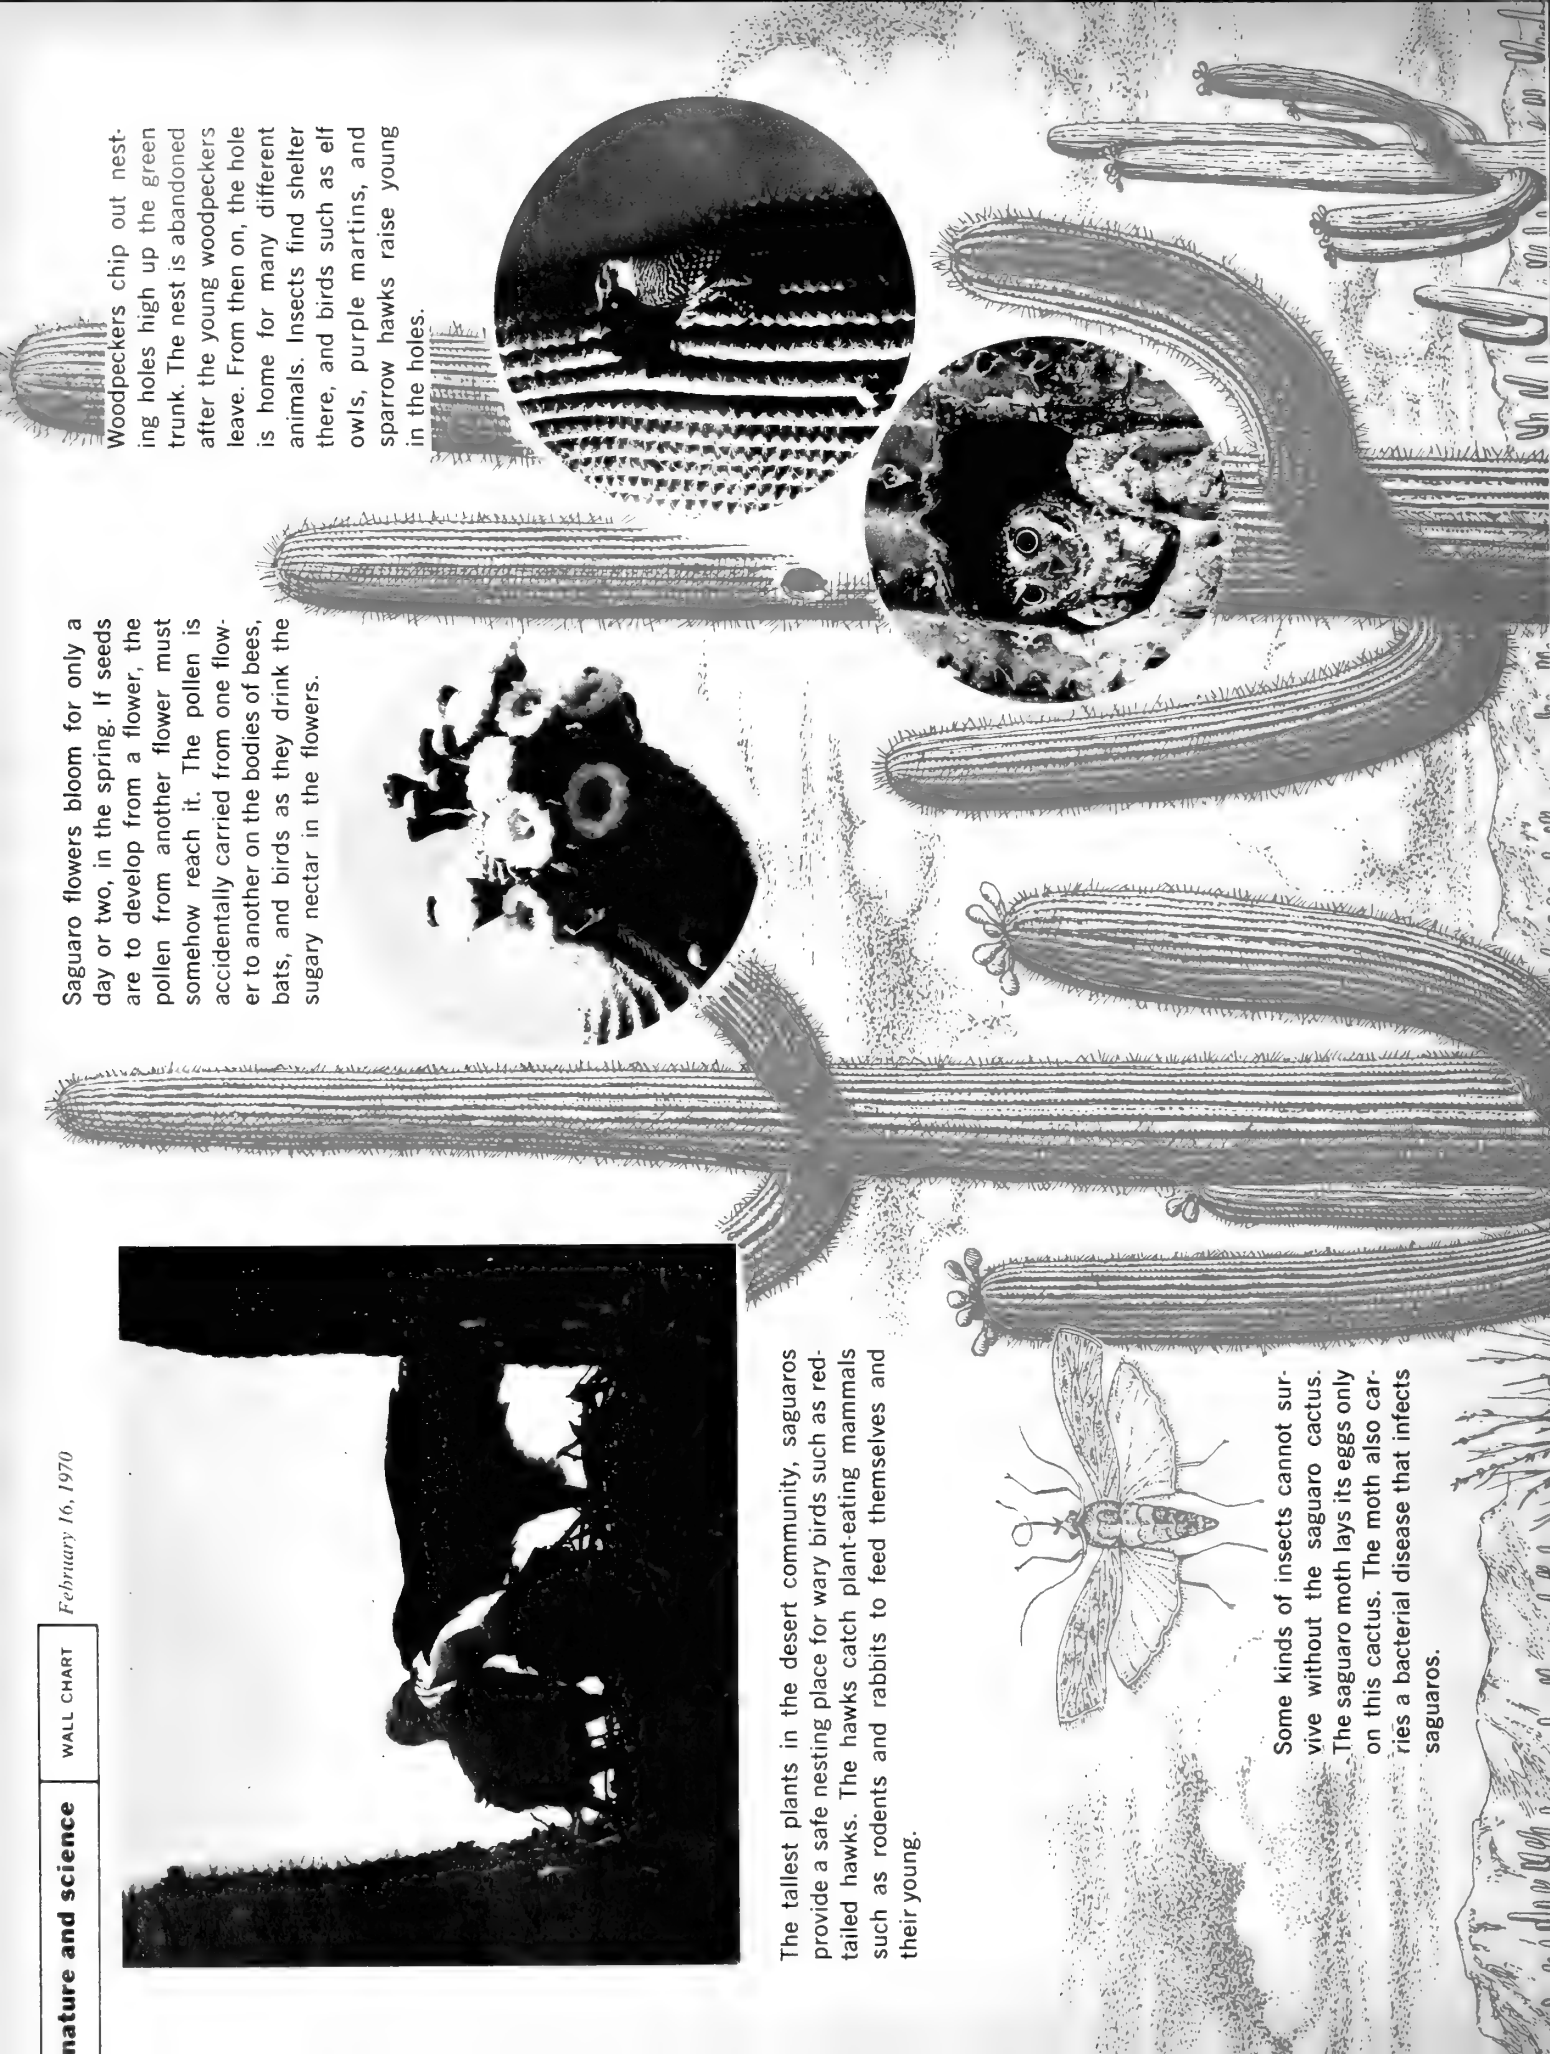 nature and science
WALL CHART
February 16, 1970
The tallest plants in the desert community, saguaros
provide a safe nesting place for wary birds such as red-
tailed hawks. The hawks catch plant-eating mammals
such as rodents and rabbits to feed themselves and
their young.
Some kinds of insects cannot sur-
vive without the saguaro cactus.
The saguaro moth lays its eggs only
on this cactus. The moth also car-
ries a bacterial disease that infects
saguaros.
Saguaro flowers bloom for only a
day or two, in the spring. If seeds
are to develop from a flower, the
pollen from another flower must
somehow reach it. The pollen is
accidentally carried from one flow-
er to another on the bodies of bees,
bats, and birds as they drink the
sugary nectar in the flowers.
Woodpeckers chip out nest-
ing holes high up the green
trunk. The nest is abandoned
after the young woodpeckers
leave. From then on, the hole
is home for many different
animals. Insects find shelter
there, and birds such as elf
owls, purple martins, and
sparrow hawks raise young
in the holes.